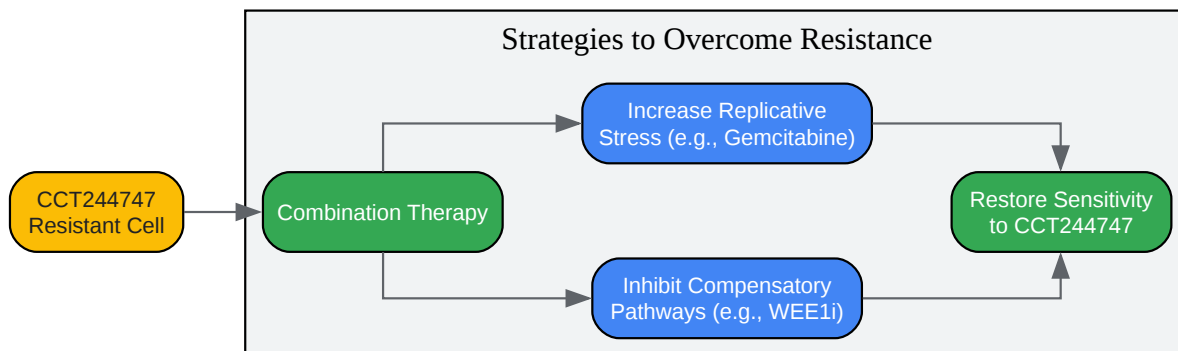 Strategies to Overcome Resistance
CCT244747
Resistant Cell
Combination Therapy
Increase Replicative
Stress (e.g., Gemcitabine)
Inhibit Compensatory
Pathways (e.g., WEE1i)
Restore Sensitivity
to CCT244747